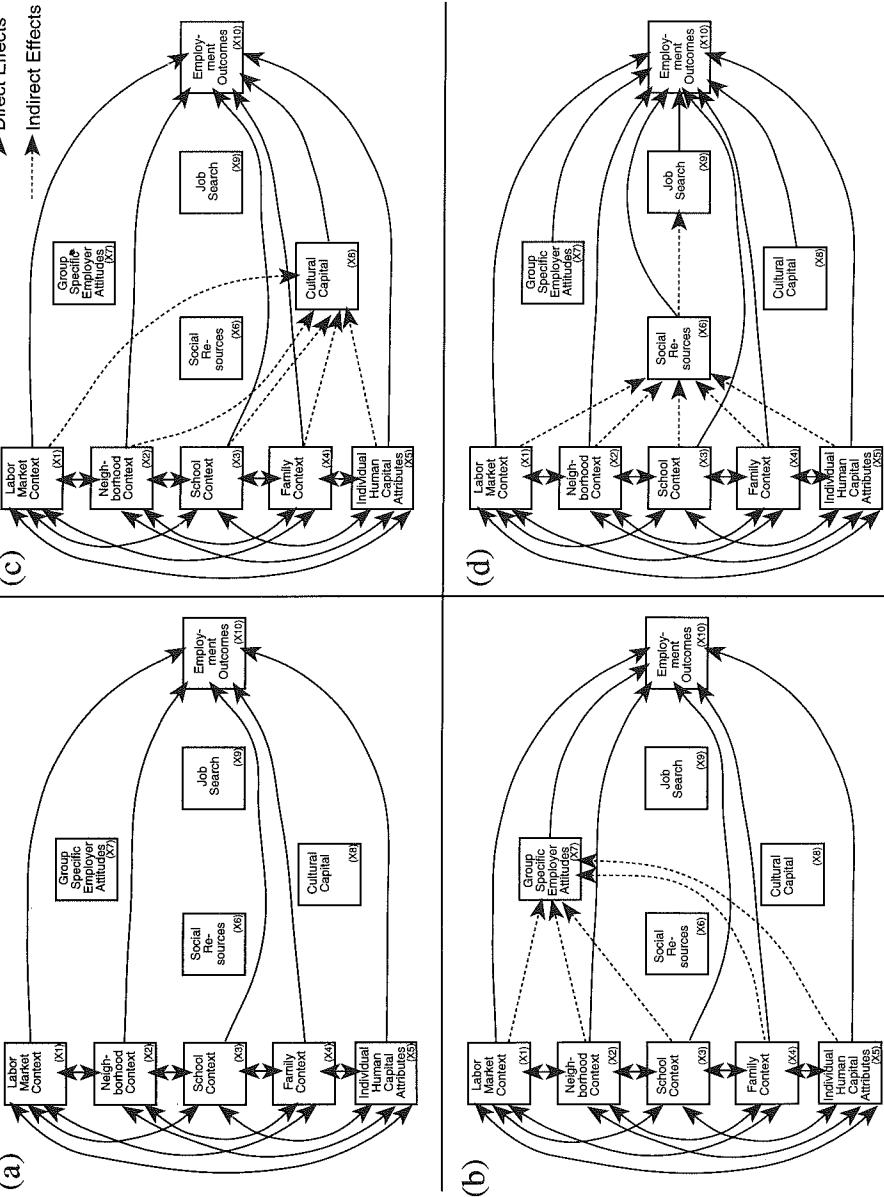 (a)
Labor
Market
Context
(X1)
Neigh-
borhood
Context
(X2)
School
Context
(X3)
Family
Context
(X4)
Individual
Human
Capital
Attributes
(X5)
Social
Re-
sources
(X6)
Group
Specific
Employer
Attitudes
(X7)
Cultural
Capital
(X8)
Job
Search
(X9)
Employ-
ment
Outcomes
(X10)
(c)
Direct Effects
Indirect Effects
Labor
Market
Context
(X1)
Neigh-
borhood
Context
(X2)
School
Context
(X3)
Family
Context
(X4)
Individual
Human
Capital
Attributes
(X5)
Social
Re-
sources
(X6)
Group
Specific
Employer
Attitudes
(X7)
Cultural
Capital
(X8)
Job
Search
(X9)
Employ-
ment
Outcomes
(X10)
(b)
Labor
Market
Context
(X1)
Neigh-
borhood
Context
(X2)
School
Context
(X3)
Family
Context
(X4)
Individual
Human
Capital
Attributes
(X5)
Social
Re-
sources
(X6)
Group
Specific
Employer
Attitudes
(X7)
Cultural
Capital
(X8)
Job
Search
(X9)
Employ-
ment
Outcomes
(X10)
(d)
Labor
Market
Context
(X1)
Neigh-
borhood
Context
(X2)
School
Context
(X3)
Family
Context
(X4)
Individual
Human
Capital
Attributes
(X5)
Social
Re-
sources
(X6)
Group
Specific
Employer
Attitudes
(X7)
Cultural
Capital
(X8)
Job
Search
(X9)
Employ-
ment
Outcomes
(X10)